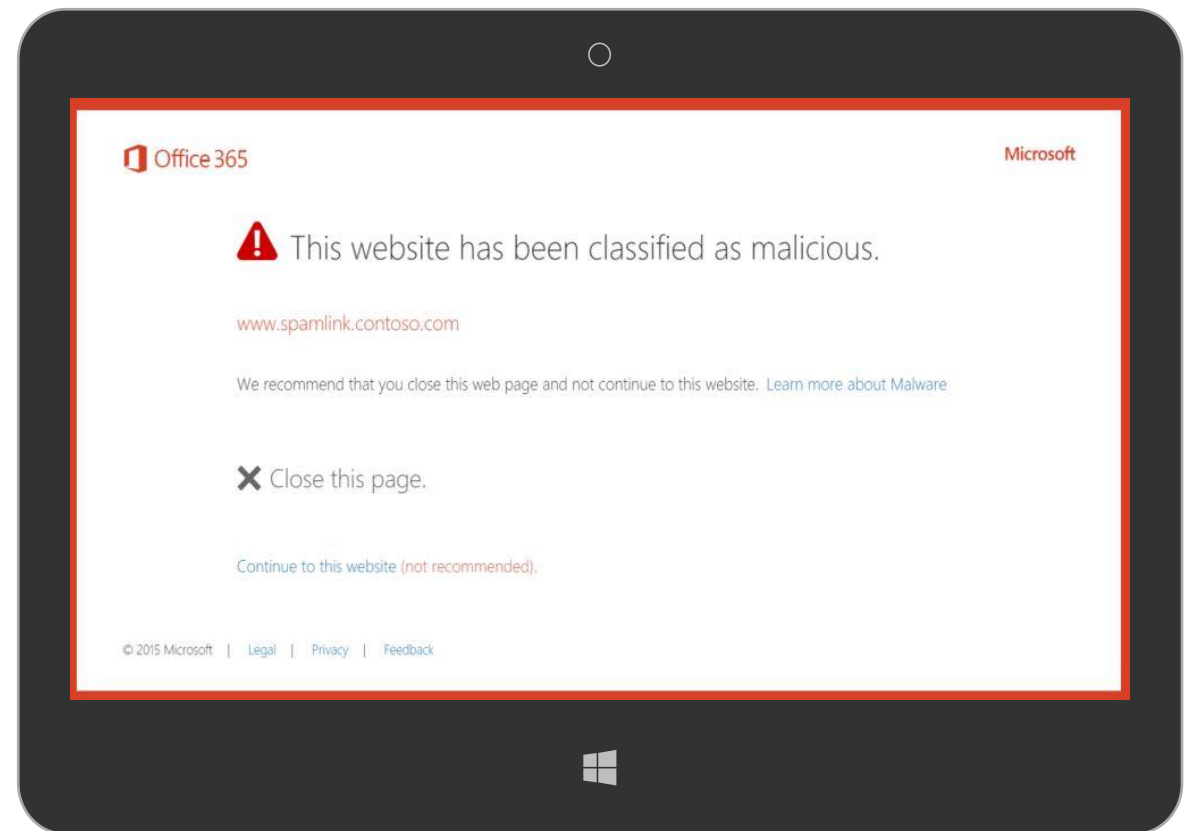 Office 365
Microsoft
This website has been classified as malicious.
www.spamlink.contoso.com
We recommend that you close this web page and not continue to this website. Learn more about Malware
Close this page.
Continue to this website (not recommended).
© 2015 Microsoft | Legal | Privacy | Feedback